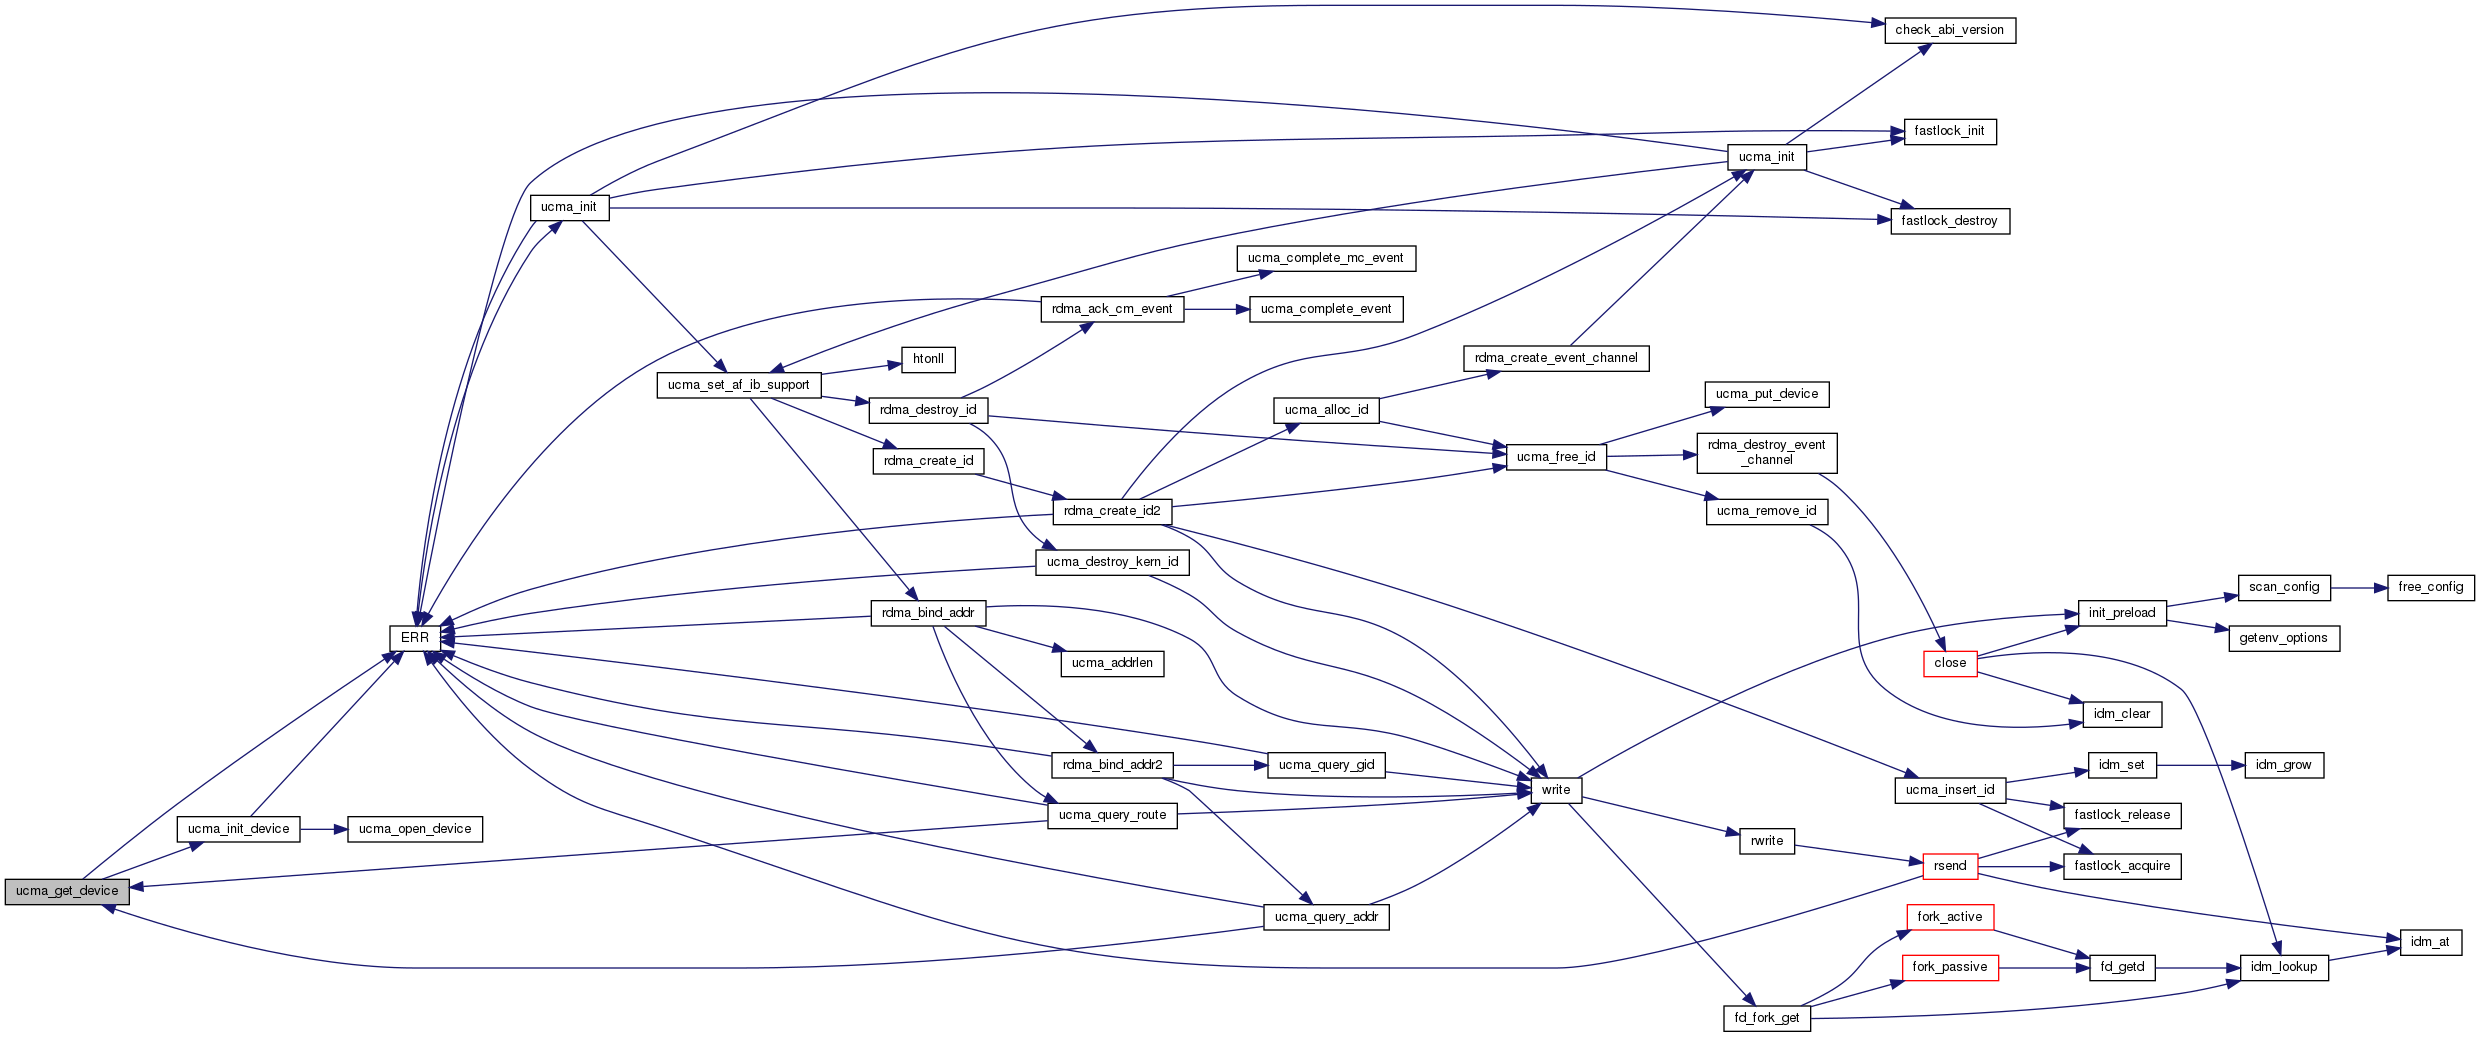 check_abi_version
fastlock_init
ucma_init
ucma_init
fastlock_destroy
ucma_complete_mc_event
rdma_ack_cm_event
ucma_complete_event
htonll
rdma_create_event_channel
ucma_set_af_ib_support
ucma_put_device
rdma_destroy_id
ucma_alloc_id
rdma_destroy_event
_channel
ucma_free_id
rdma_create_id
rdma_create_id2
ucma_remove_id
ucma_destroy_kern_id
scan_config
free_config
rdma_bind_addr
init_preload
ERR
getenv_options
ucma_addrlen
close
idm_clear
rdma_bind_addr2
ucma_query_gid
idm_set
idm_grow
write
ucma_insert_id
ucma_query_route
fastlock_release
ucma_init_device
ucma_open_device
rwrite
rsend
fastlock_acquire
ucma_get_device
ucma_query_addr
fork_active
idm_at
fork_passive
fd_getd
idm_lookup
fd_fork_get